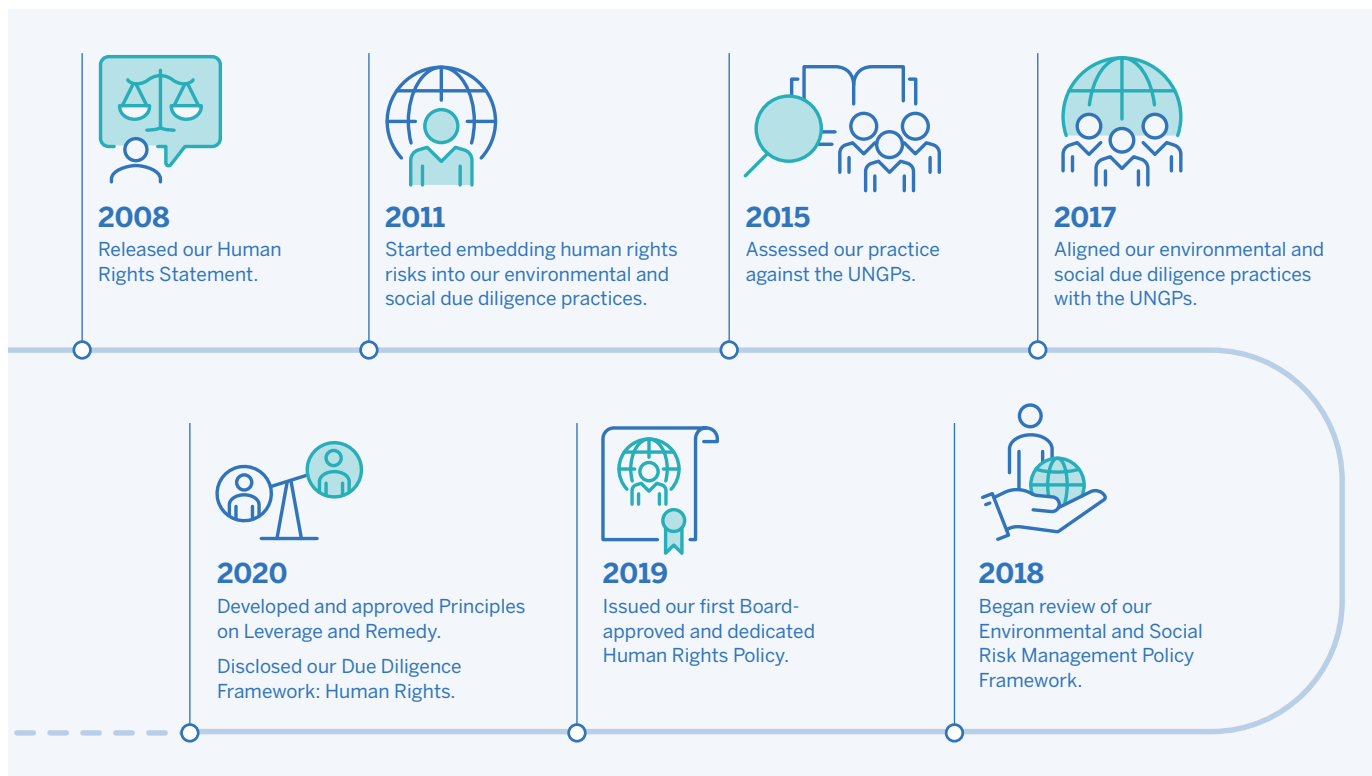 2008
Released our Human
Rights Statement.
2011
Started embedding human rights
risks into our environmental and
social due diligence practices.
2015
Assessed our practice
against the UNGPs.
2017
Aligned our environmental and
social due diligence practices
with the UNGPs.
2018
Began review of our
Environmental and Social
Risk Management Policy
Framework.
2019
Issued our first Board-
approved and dedicated
Human Rights Policy.
2020
Developed and approved Principles
on Leverage and Remedy.
Disclosed our Due Diligence
Framework: Human Rights.